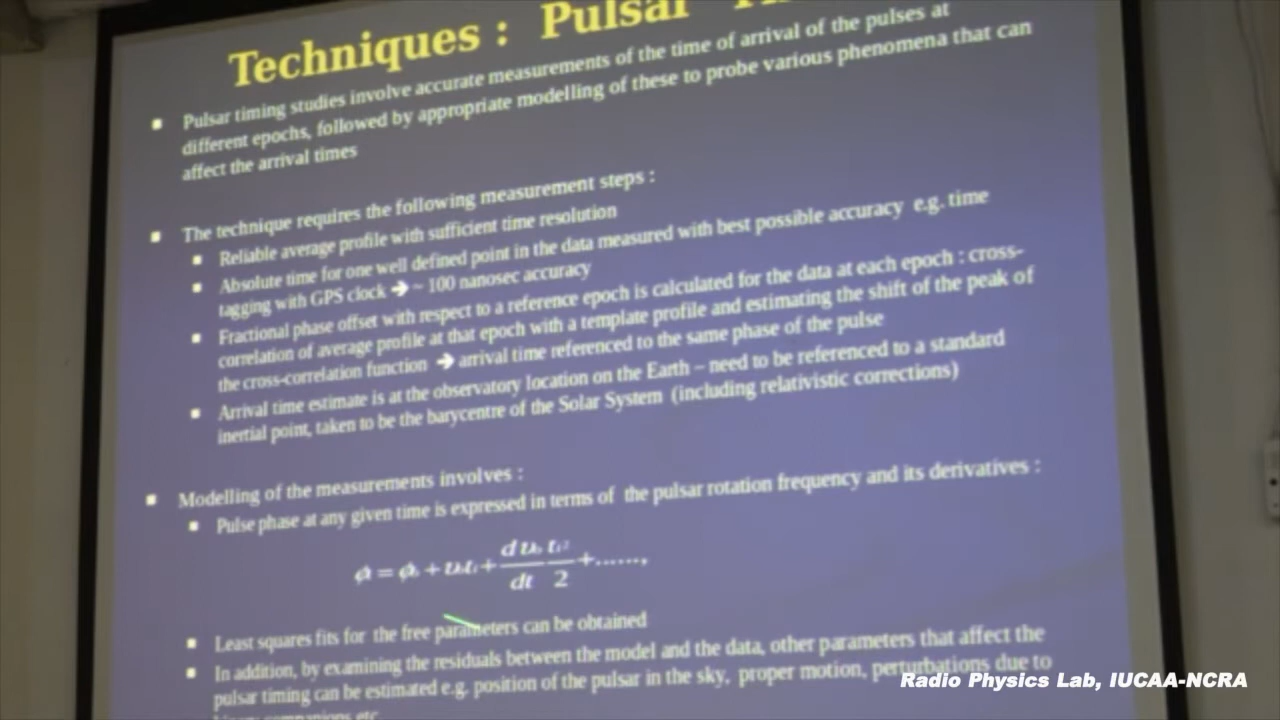 Techniques : Pulsar
Pulsar timing studies involve accurate measurements of the time of arrival of the pulses at
different epochs, followed by appropriate modelling of these to probe various phenomena that can
affect the arrival times
The technique requires the following measurement steps :
Reliable average profile with sufficient time resolution
Absolute time for one well defined point in the data measured with best possible accuracy e.g. time
tagging with GPS clock ➔ ~ 100 nanosec accuracy
Fractional phase offset with respect to a reference epoch is calculated for the data at each epoch : cross-
correlation of average profile at that epoch with a template profile and estimating the shift of the peak of
the cross-correlation function ➔ arrival time referenced to the same phase of the pulse
Arrival time estimate is at the observatory location on the Earth – need to be referenced to a standard
inertial point, taken to be the barycentre of the Solar System (including relativistic corrections)
Modelling of the measurements involves :
Pulse phase at any given time is expressed in terms of the pulsar rotation frequency and its derivatives :
Least squares fits for the free parameters can be obtained
In addition, by examining the residuals between the model and the data, other parameters that affect the
pulsar timing can be estimated e.g. position of the pulsar in the sky, proper motion, perturbations due to
Radio Physics Lab, IUCAA-NCRA